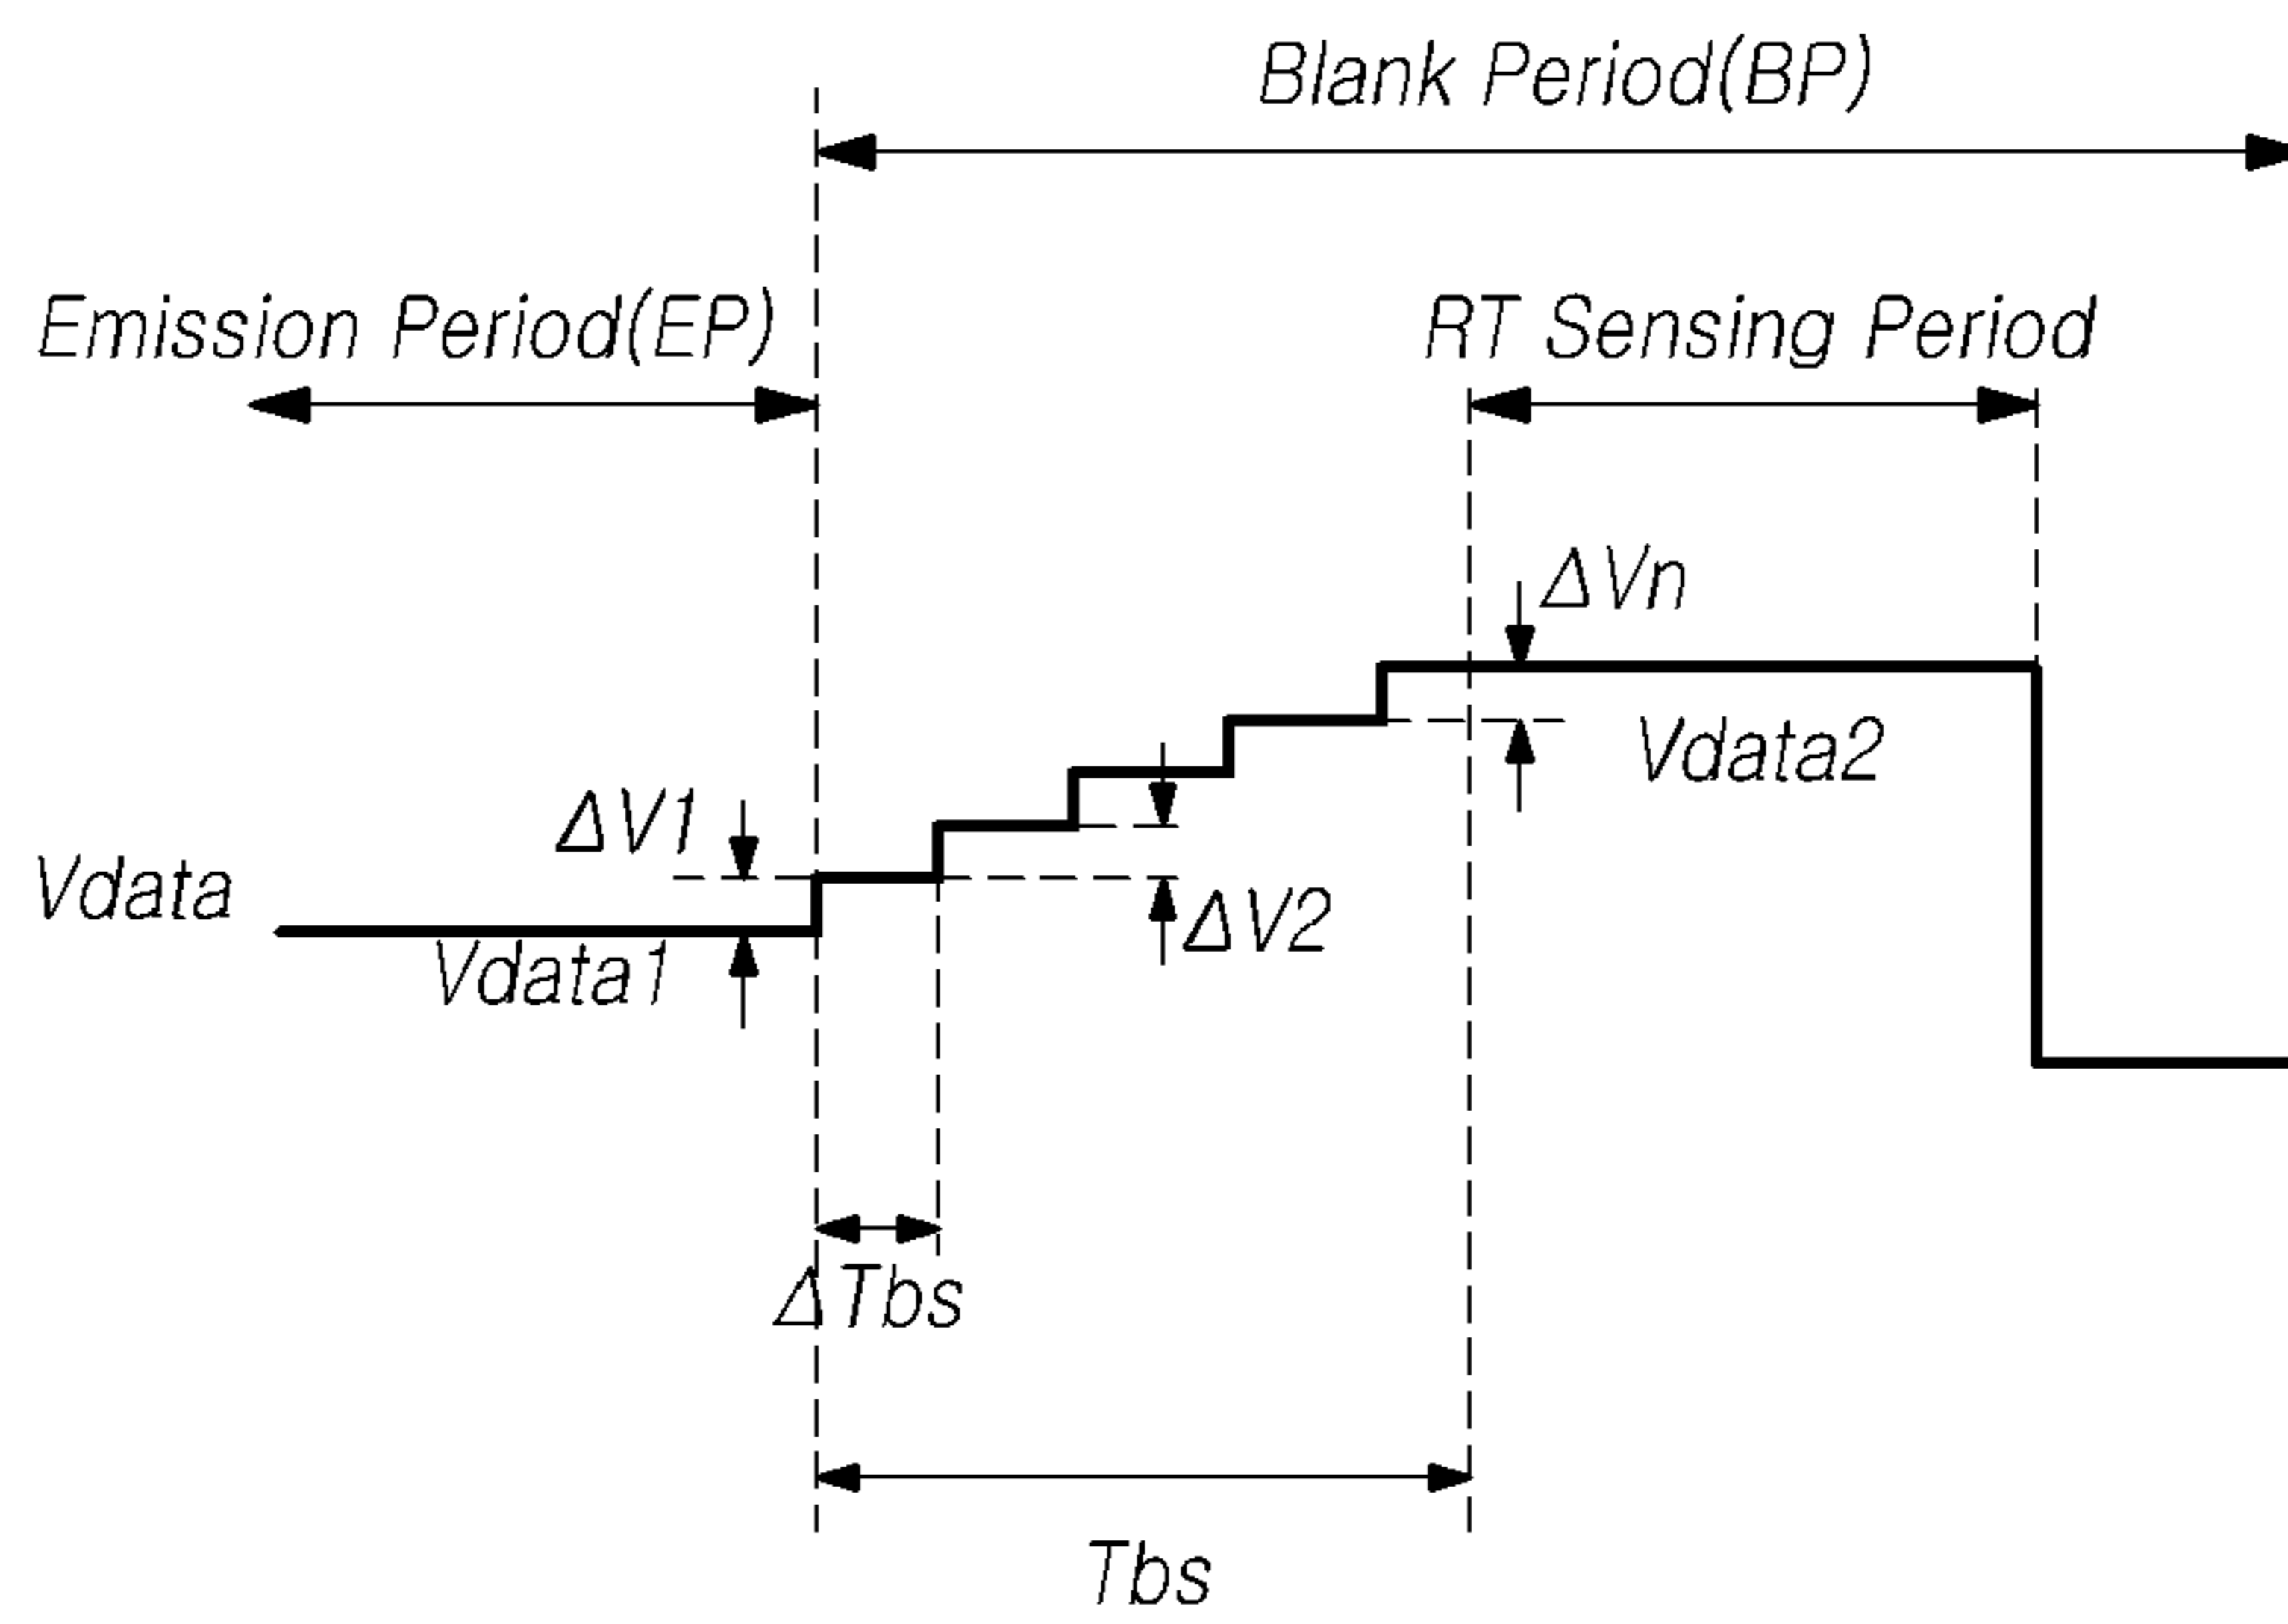 Blank Period(BP)
Emission Period(EP)
RT Sensing Period
ΔVn
Vdata2
ΔV1
Vdata
ΔV2
Vdata1
ΔTbs
Tbs